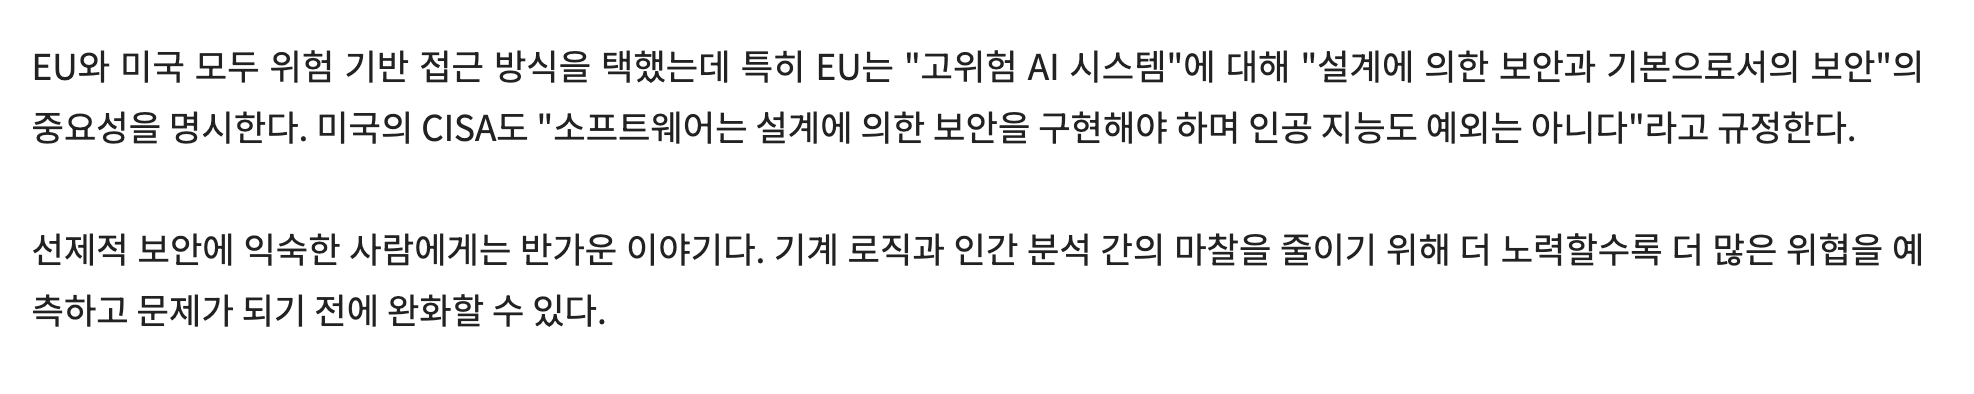 EU와 미국 모두 위험 기반 접근 방식을 택했는데 특히 EU는 "고위험 AI 시스템"에 대해 "설계에 의한 보안과 기본으로서의 보안"의
중요성을 명시한다. 미국의 CISA도 "소프트웨어는 설계에 의한 보안을 구현해야 하며 인공 지능도 예외는 아니다"라고 규정한다.
선제적 보안에 익숙한 사람에게는 반가운 이야기다. 기계 로직과 인간 분석 간의 마찰을 줄이기 위해 더 노력할수록 더 많은 위협을 예
측하고 문제가 되기 전에 완화할 수 있다.